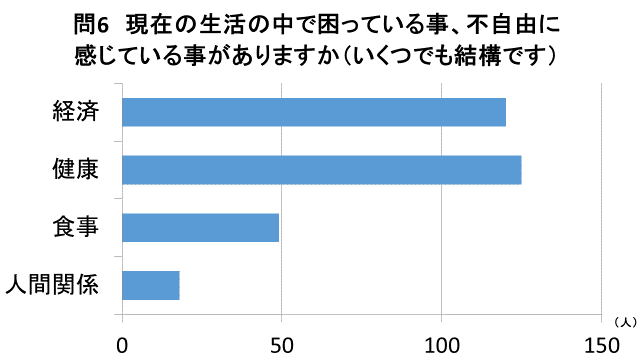 問6 現在の生活の中で困っている事、不自由に
感じている事がありますか(いくつでも結構です)
経済
健康
食事
人間関係
(人)
0 50 100 150